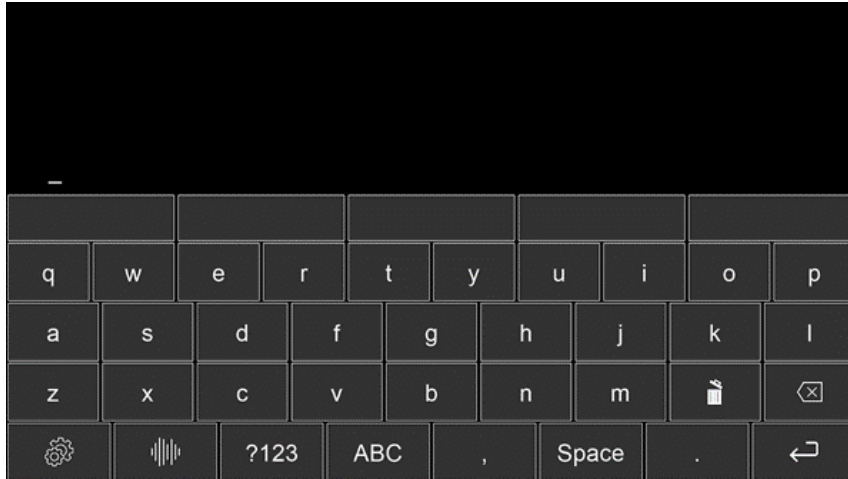 _
q w e r t y u i o p
a s d f g h j k l
z x c v b n m
?123 ABC , Space .